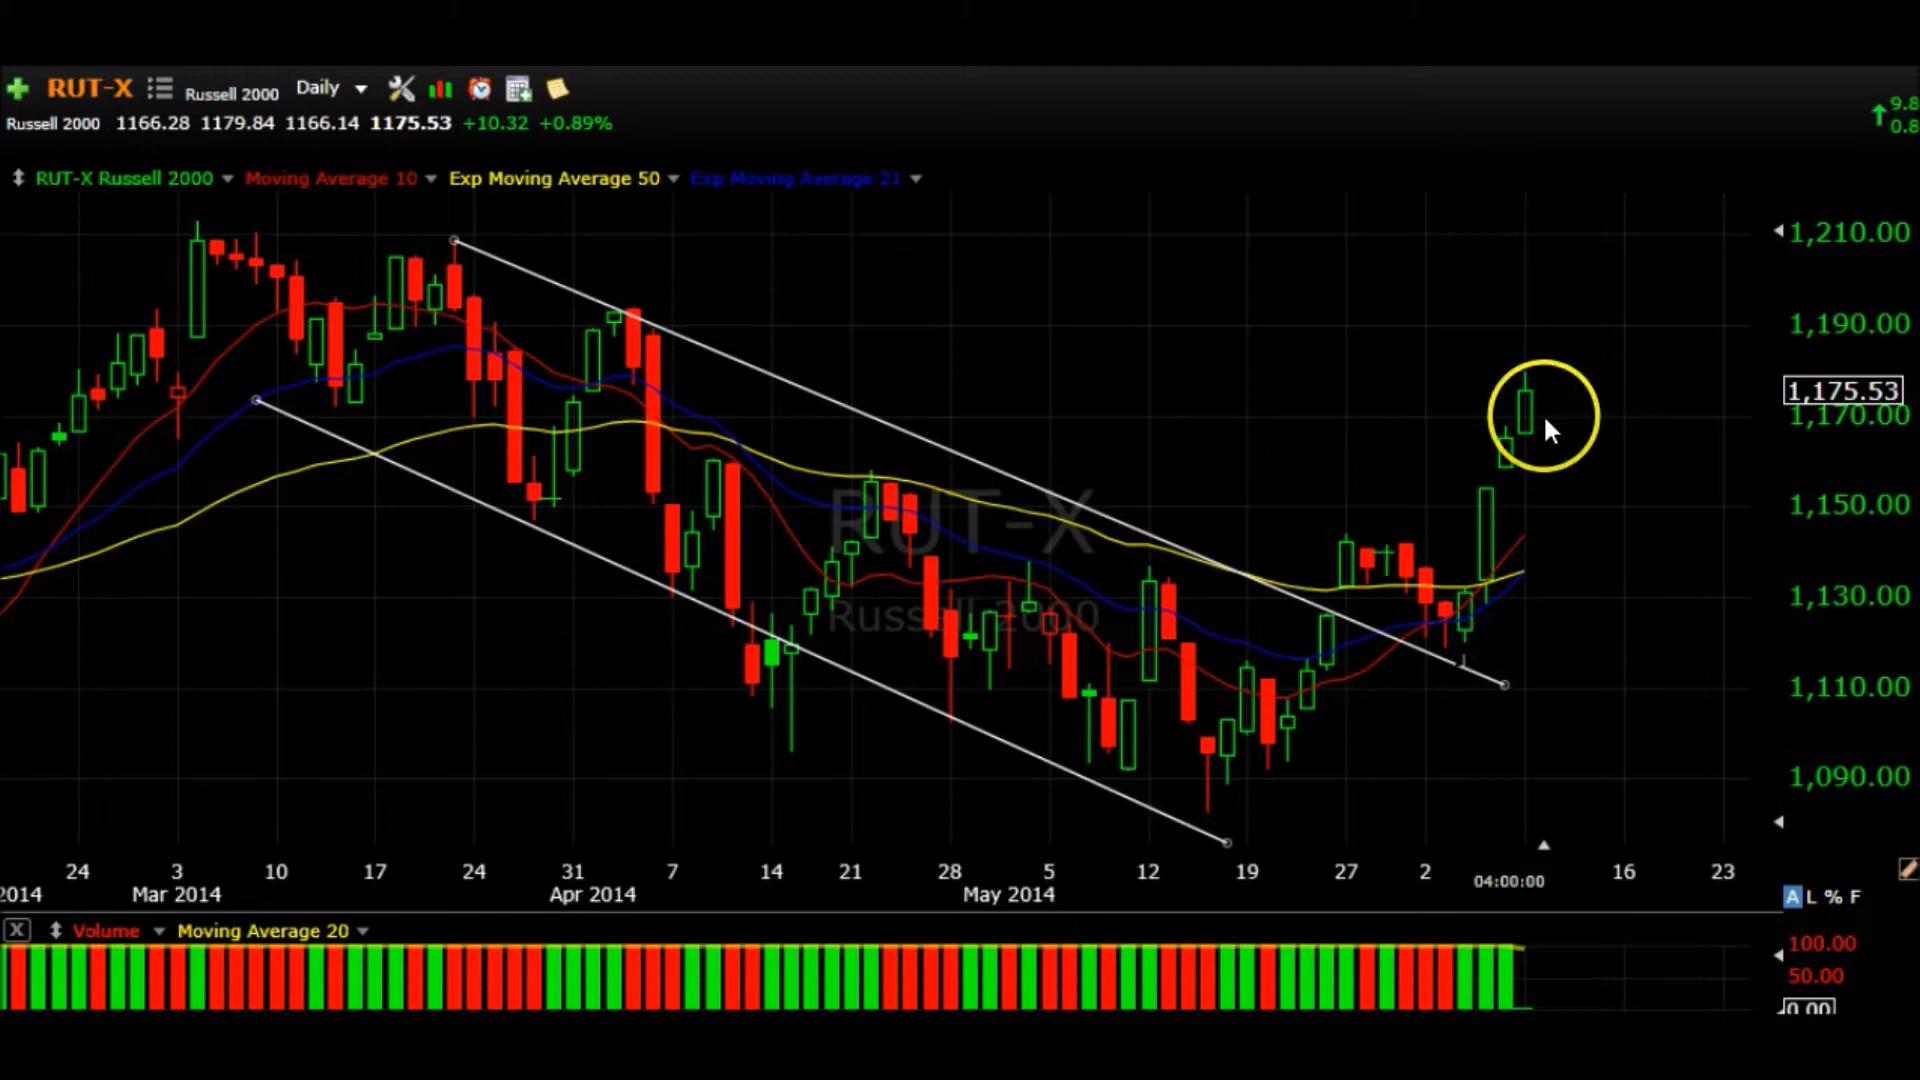 RUT-X Russell 2000 Daily
Russell 2000 1166.28 1179.84 1166.14 1175.53 +10.32 +0.89%
9.8
0.8
RUT-X Russell 2000 Moving Average 10 Exp Moving Average 50 Exp Moving Average 21
1,210.00
1,190.00
1,175.53
1,170.00
1,150.00
1,130.00
1,110.00
1,090.00
RUT-X
Russell 2000
24 3 10 17 24 31 7 14 21 28 5 12 19 27 2 04:00:00 16 23
2014 Mar 2014 Apr 2014 May 2014
A L % F
X Volume Moving Average 20
100.00
50.00
0.00